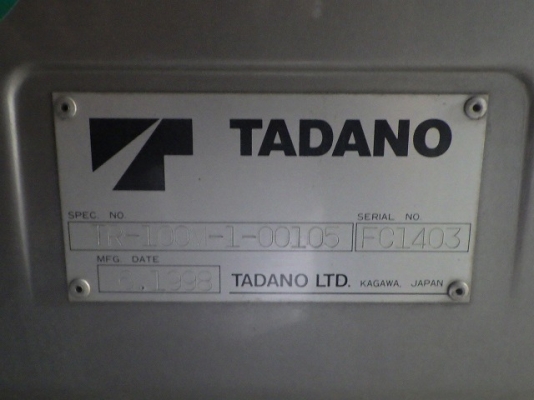 TADANO
SPEC. NO. SERIAL NO.
-1-00105 FC1403
MFG. DATE
.1998 TADANO LTD. KAGAWA, JAPAN